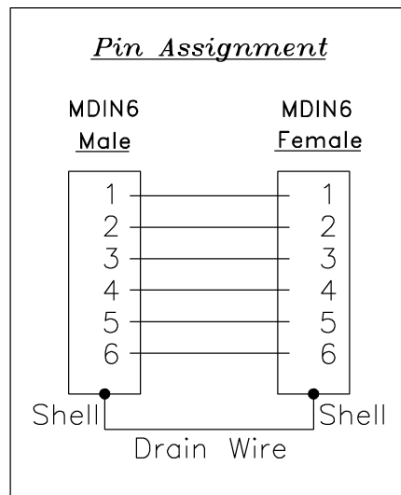 Pin Assignment
MDIN6 MDIN6
Male Female
1 1
2 2
3 3
4 4
5 5
6 6
Shell Shell
Drain Wire